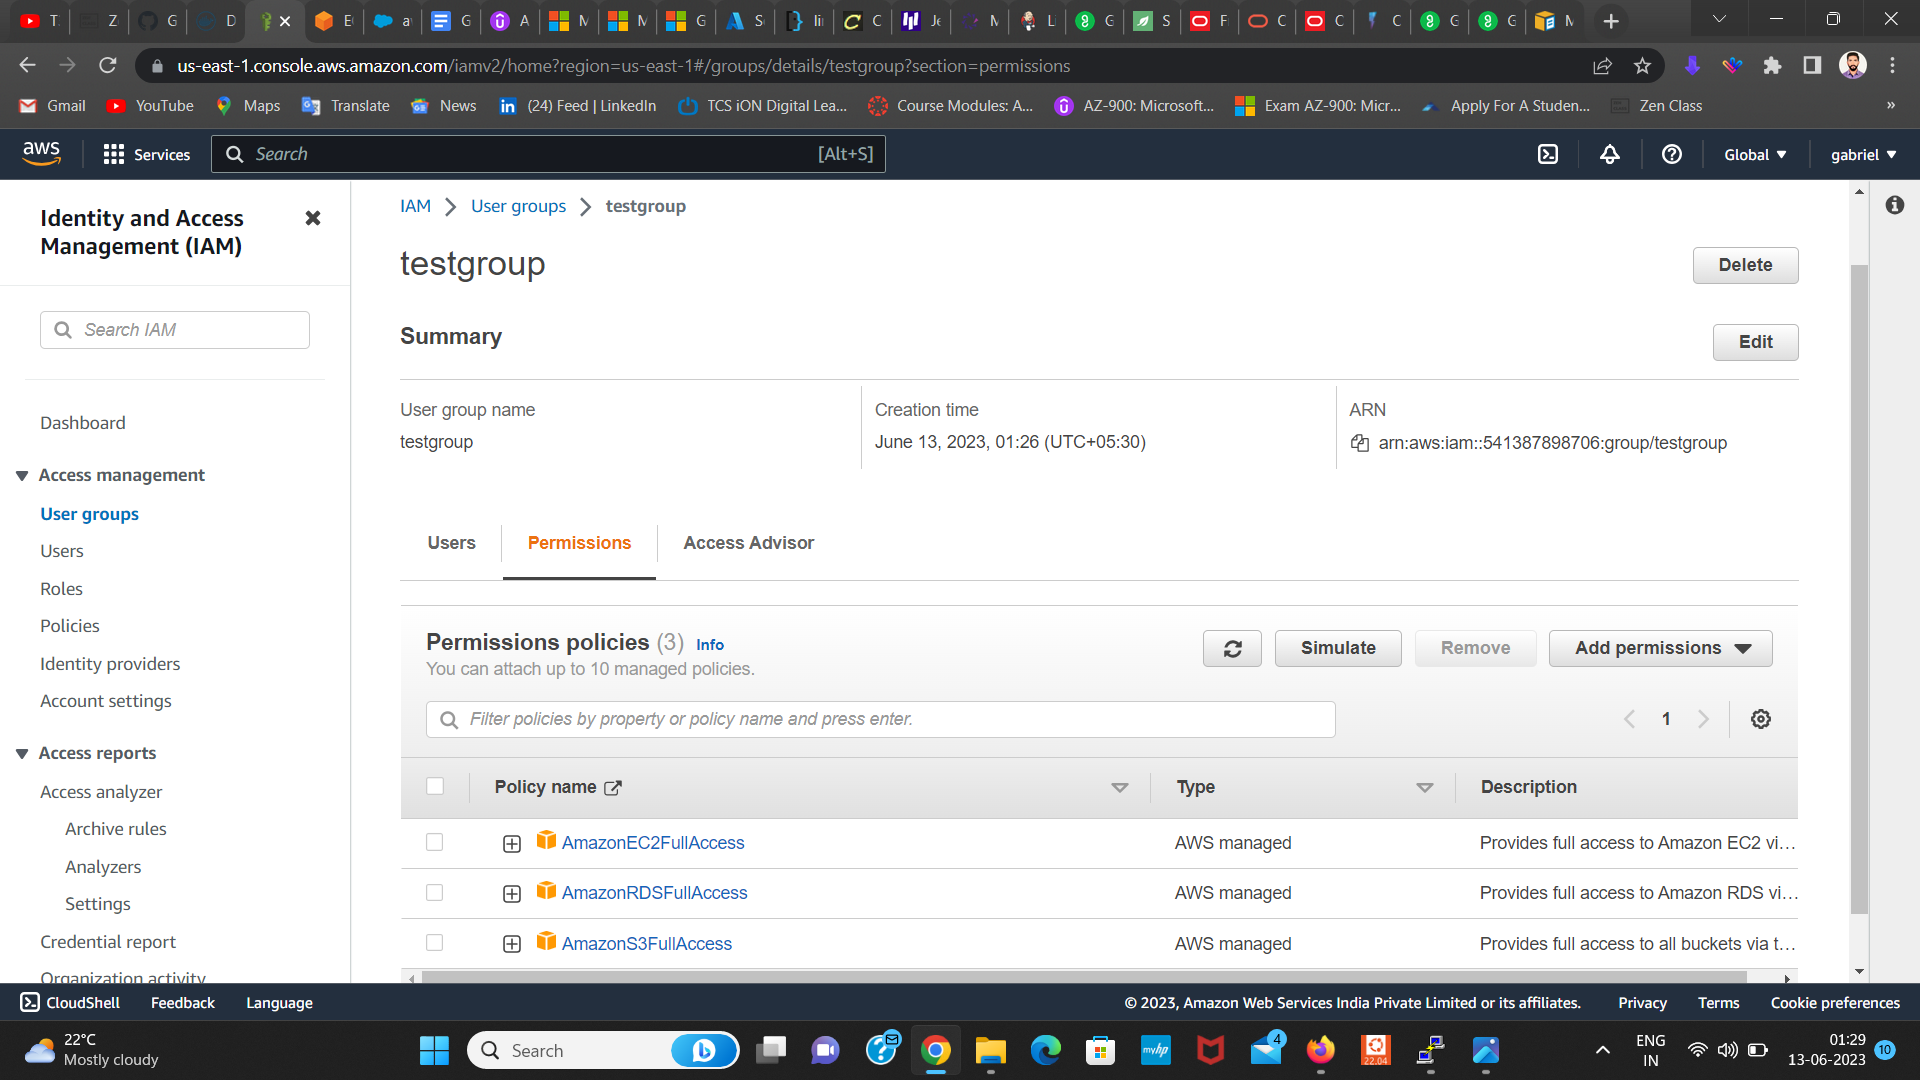 T
Z
G
D
E
a
G
A
M
M
G
S
lin
C
Je
M
Li
G
S
F
C
C
C
G
G
M
us-east-1.console.aws.amazon.com/iamv2/home?region=us-east-1#/groups/details/testgroup?section=permissions
Gmail
YouTube
Maps
Translate
News
(24) Feed | LinkedIn
TCS iON Digital Lea...
Course Modules: A...
AZ-900: Microsoft...
Exam AZ-900: Micr...
Apply For A Studen...
Zen Class
»
aws
Services
Search
[Alt+S]
Global
gabriel
Identity and Access
Management (IAM)
Search IAM
Dashboard
Access management
User groups
Users
Roles
Policies
Identity providers
Account settings
Access reports
Access analyzer
Archive rules
Analyzers
Settings
Credential report
Organization activity
IAM
User groups
testgroup
testgroup
Delete
Summary
Edit
User group name
testgroup
Creation time
June 13, 2023, 01:26 (UTC+05:30)
ARN
arn:aws:iam::541387898706:group/testgroup
Users
Permissions
Access Advisor
Permissions policies (3) Info
You can attach up to 10 managed policies.
Simulate
Remove
Add permissions
Filter policies by property or policy name and press enter.
1
Policy name
Type
Description
AmazonEC2FullAccess
AWS managed
Provides full access to Amazon EC2 vi...
AmazonRDSFullAccess
AWS managed
Provides full access to Amazon RDS vi...
AmazonS3FullAccess
AWS managed
Provides full access to all buckets via t...
CloudShell
Feedback
Language
© 2023, Amazon Web Services India Private Limited or its affiliates.
Privacy
Terms
Cookie preferences
22°C
Mostly cloudy
Search
myhp
4
22.04
ENG
IN
01:29
13-06-2023
10